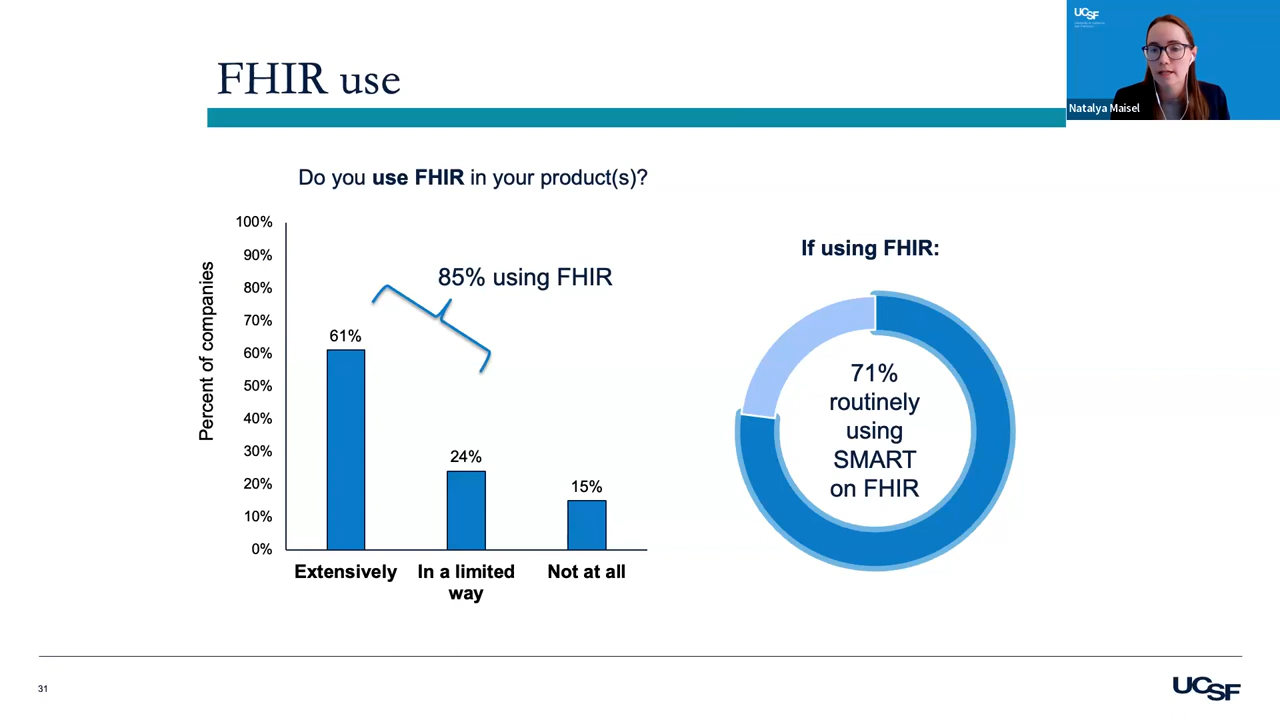 UCSF
Natalya Maisel
FHIR use
Do you use FHIR in your product(s)?
Percent of companies
100%
90%
80%
70%
60%
50%
40%
30%
20%
10%
0%
85% using FHIR
61%
24%
15%
Extensively
In a limited
way
Not at all
If using FHIR:
71%
routinely
using
SMART
on FHIR
31
UCSF